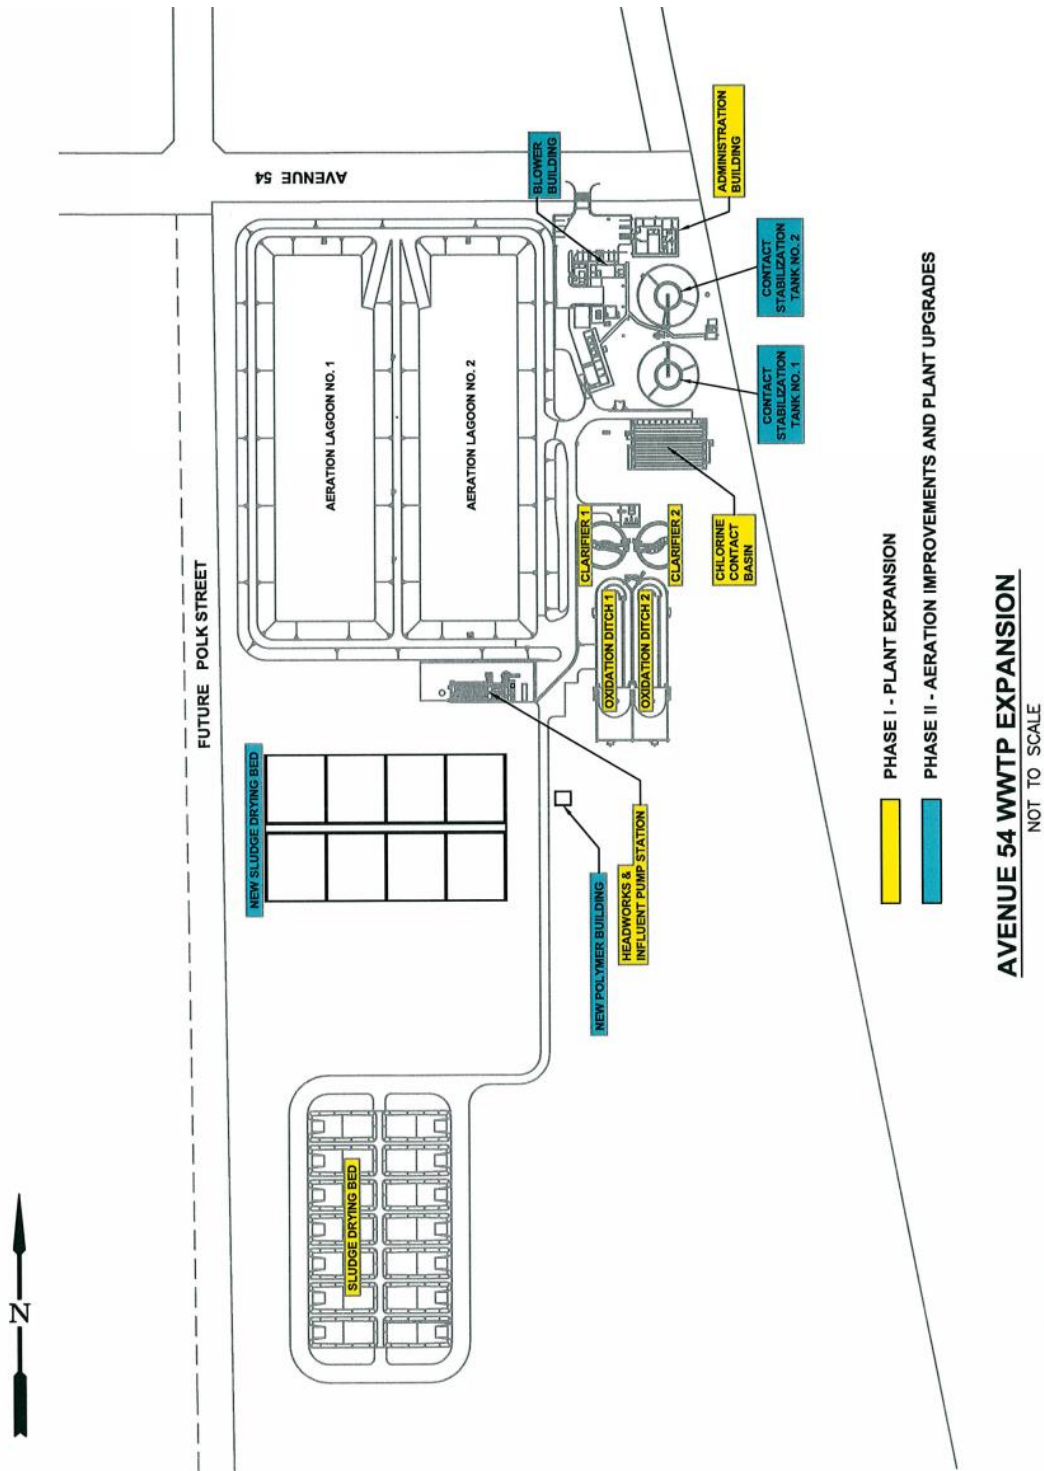 AVENUE 54
BLOWER
BUILDING
ADMINISTRATION
BUILDING
CONTACT
STABILIZATION
TANK NO. 2
CONTACT
STABILIZATION
TANK NO. 1
AERATION LAGOON NO. 1
AERATION LAGOON NO. 2
FUTURE POLK STREET
CLARIFIER 1
CLARIFIER 2
CHLORINE
CONTACT
BASIN
OXIDATION DITCH 1
OXIDATION DITCH 2
NEW SLUDGE DRYING BED
HEADWORKS &
INFLUENT PUMP STATION
NEW POLYMER BUILDING
SLUDGE DRYING BED
N
PHASE I - PLANT EXPANSION
PHASE II - AERATION IMPROVEMENTS AND PLANT UPGRADES
AVENUE 54 WWTP EXPANSION
NOT TO SCALE